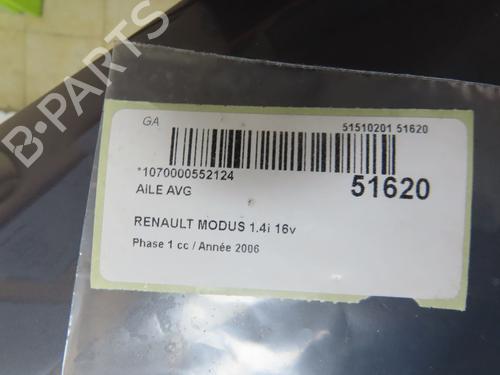 GA
51510201 51620
*1070000552124
51620
AILE AVG
RENAULT MODUS 1.4i 16v
Phase 1 cc / Année 2006
B-PARTS